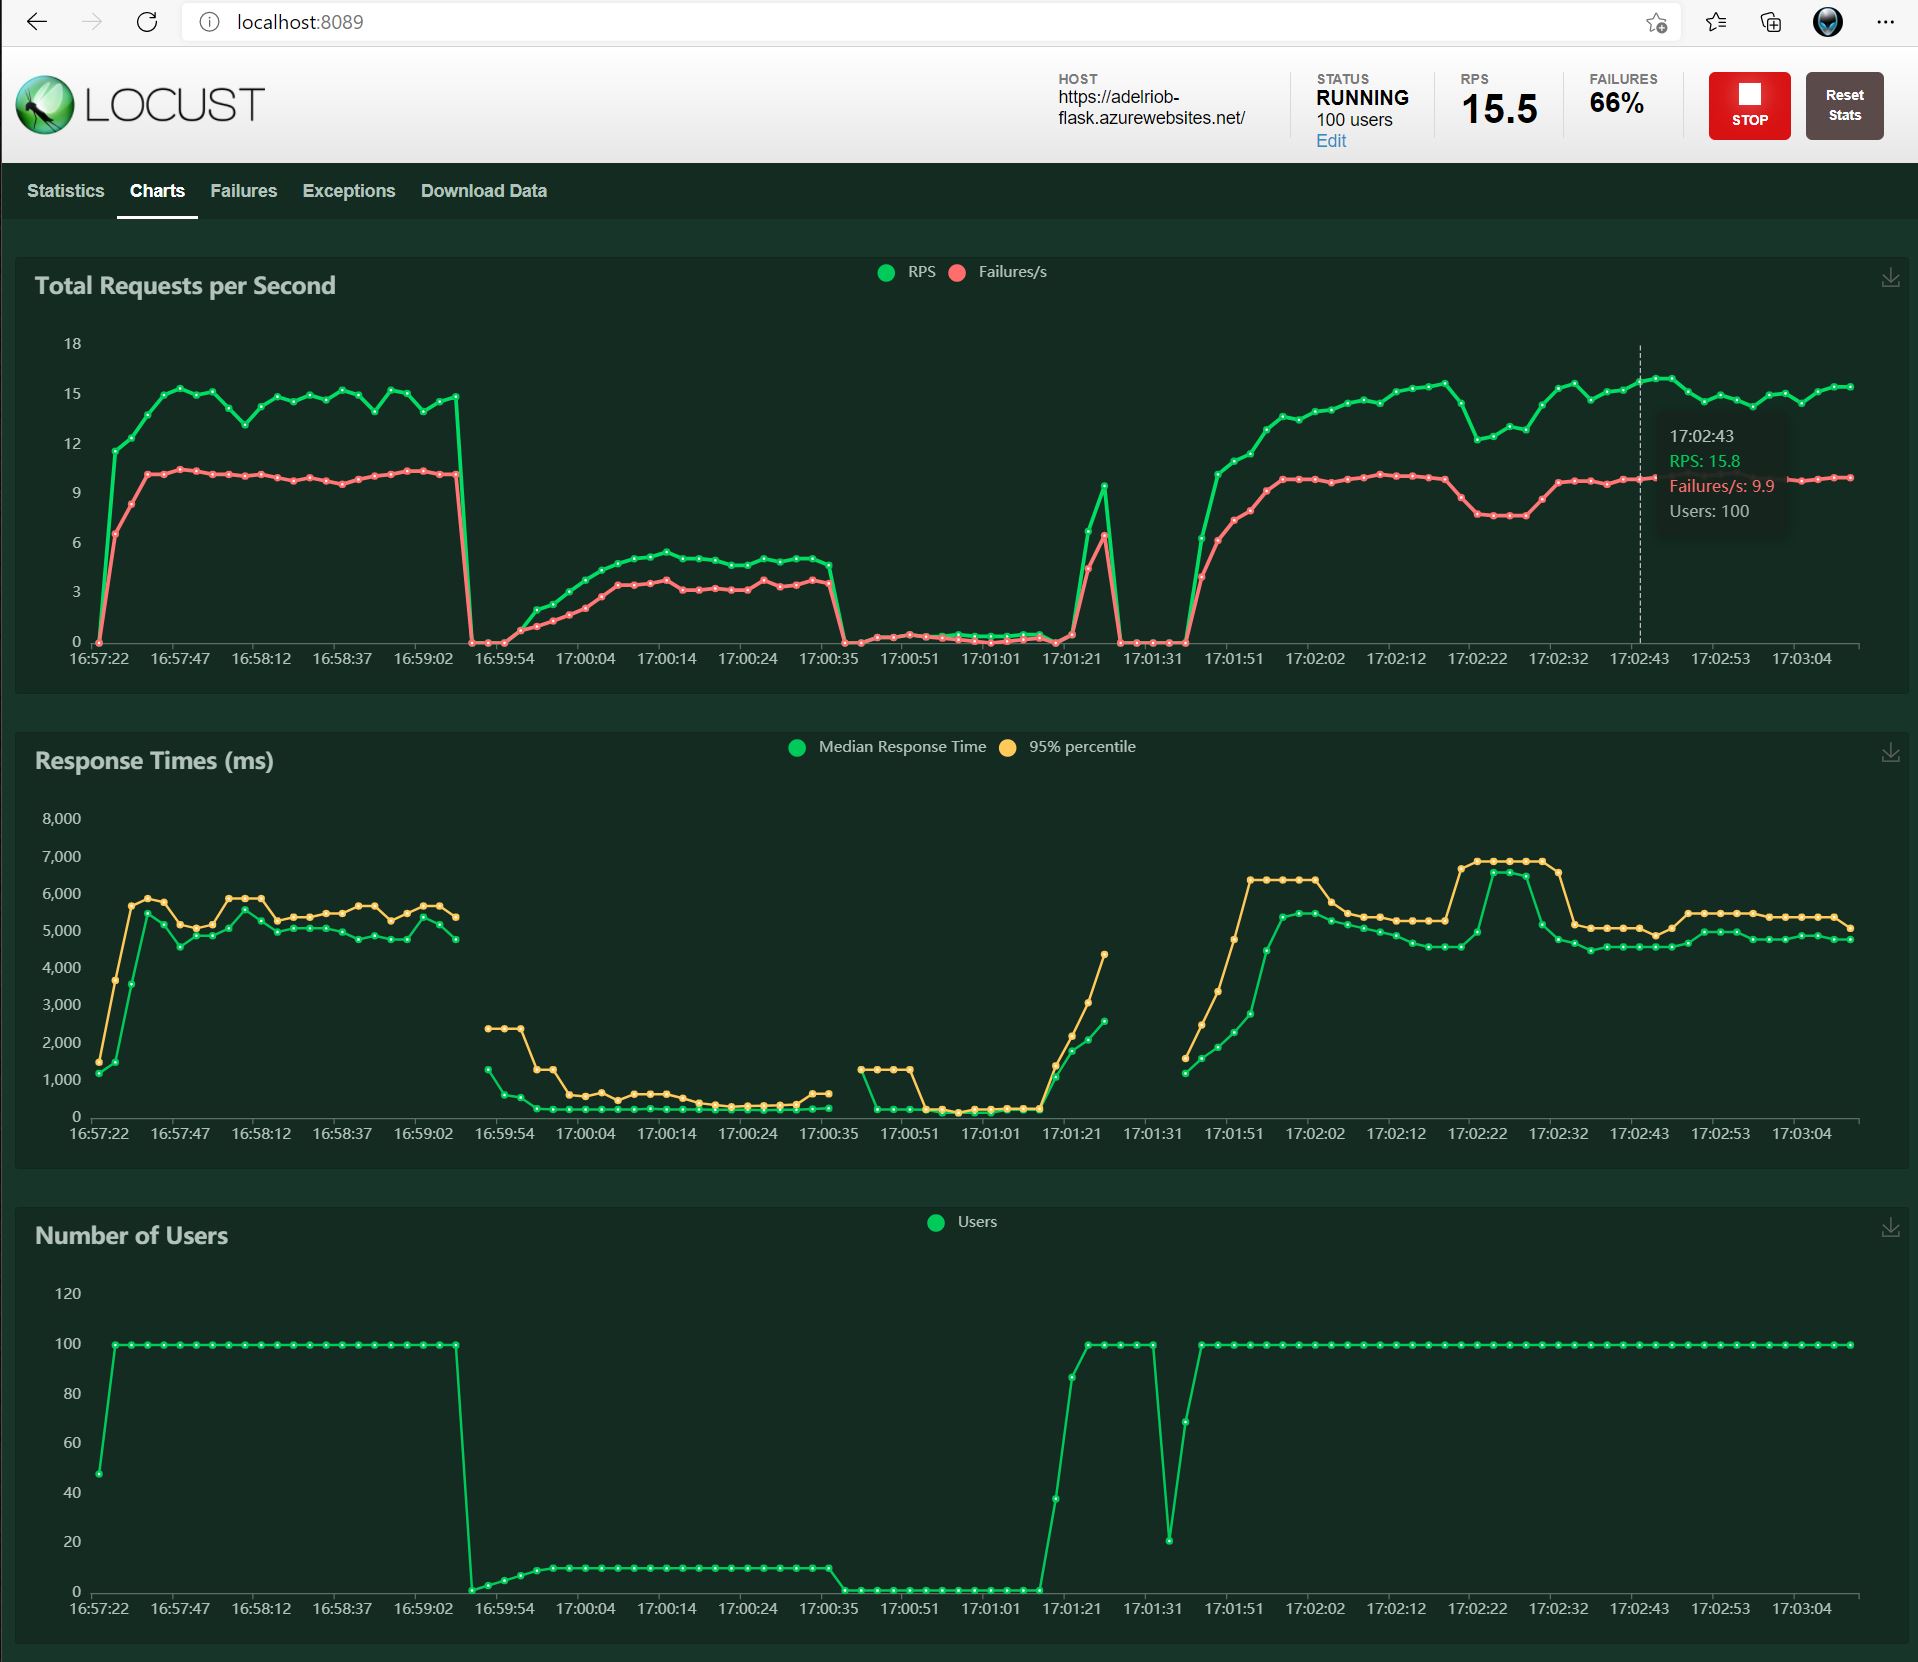 localhost:8089
LOCUST
HOST
https://adelriob-
flask.azurewebsites.net/
STATUS
RUNNING
100 users
Edit
RPS
15.5
FAILURES
66%
STOP
Reset
Stats
Statistics Charts Failures Exceptions Download Data
Total Requests per Second
RPS Failures/s
18
15
12
9
6
3
0
17:02:43
RPS: 15.8
Failures/s: 9.9
Users: 100
16:57:22 16:57:47 16:58:12 16:58:37 16:59:02 16:59:54 17:00:04 17:00:14 17:00:24 17:00:35 17:00:51 17:01:01 17:01:21 17:01:31 17:01:51 17:02:02 17:02:12 17:02:22 17:02:32 17:02:43 17:02:53 17:03:04
Response Times (ms)
Median Response Time 95% percentile
8,000
7,000
6,000
5,000
4,000
3,000
2,000
1,000
0
16:57:22 16:57:47 16:58:12 16:58:37 16:59:02 16:59:54 17:00:04 17:00:14 17:00:24 17:00:35 17:00:51 17:01:01 17:01:21 17:01:31 17:01:51 17:02:02 17:02:12 17:02:22 17:02:32 17:02:43 17:02:53 17:03:04
Number of Users
Users
120
100
80
60
40
20
0
16:57:22 16:57:47 16:58:12 16:58:37 16:59:02 16:59:54 17:00:04 17:00:14 17:00:24 17:00:35 17:00:51 17:01:01 17:01:21 17:01:31 17:01:51 17:02:02 17:02:12 17:02:22 17:02:32 17:02:43 17:02:53 17:03:04